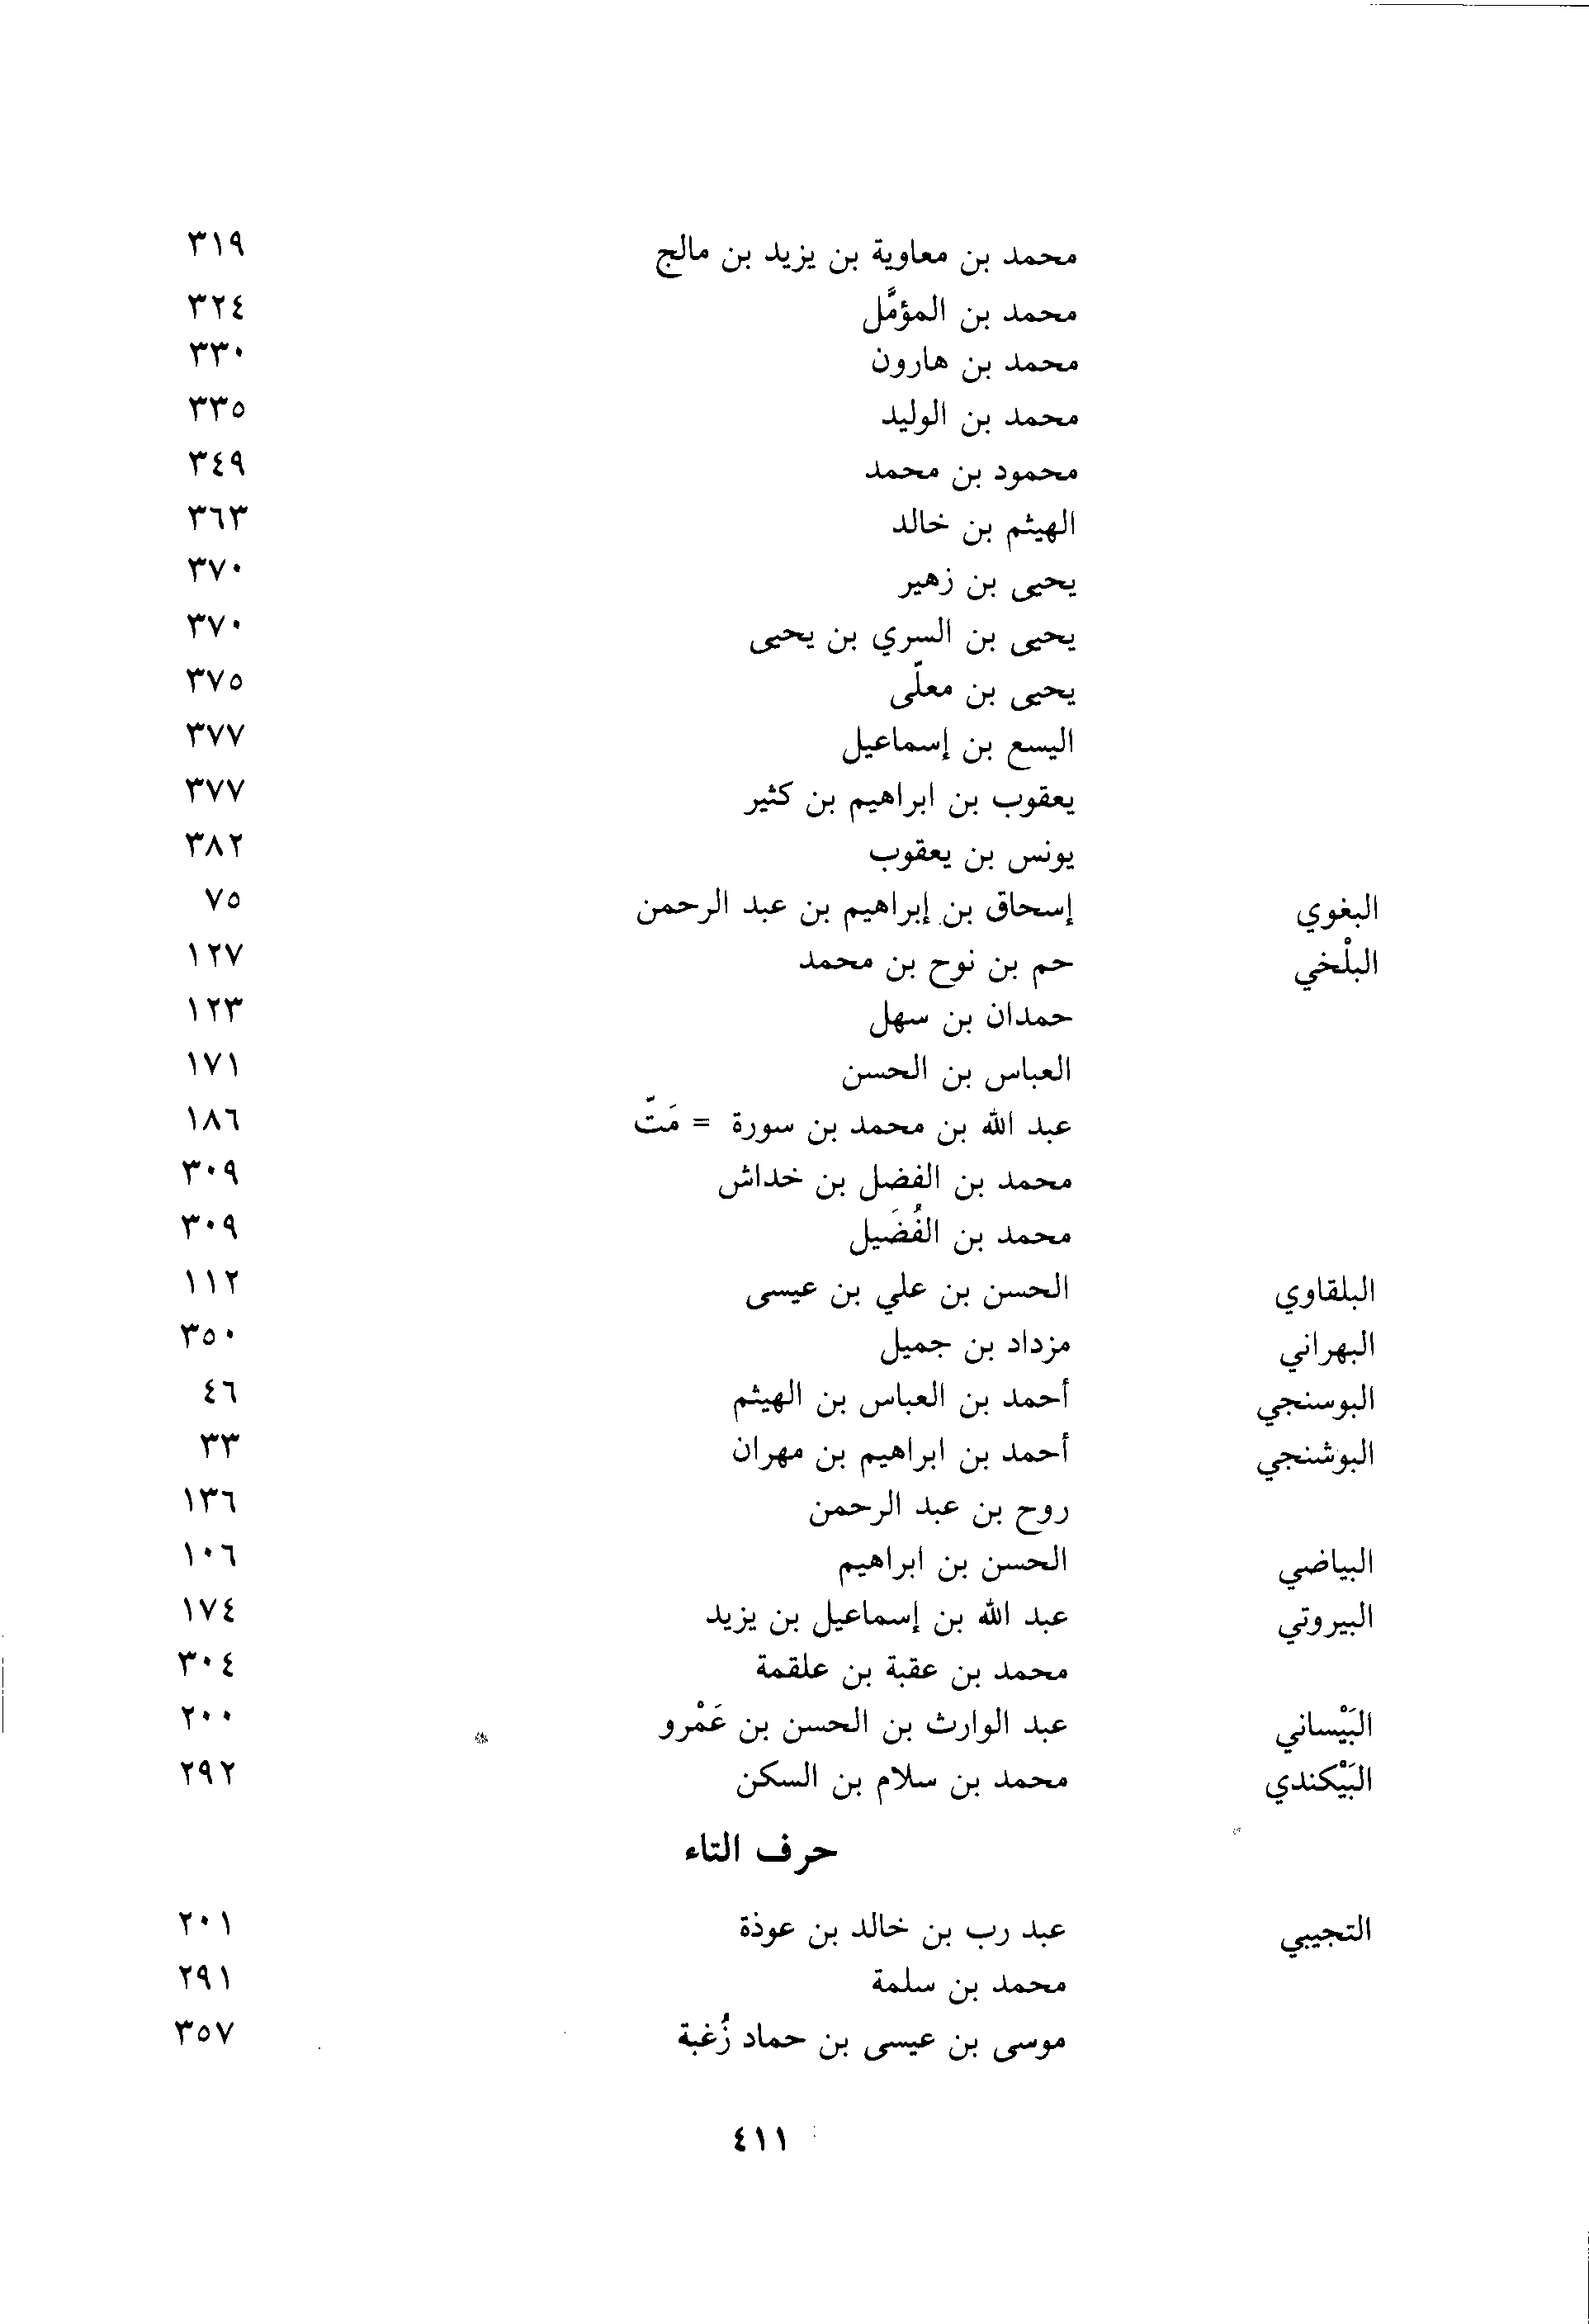 محمد بن معاوية بن يزيد بن مالج ٣١٩
محمد بن المؤمَّل ٣٢٤
محمد بن هارون ٣٣٠
محمد بن الوليد ٣٣٥
محمود بن محمد ٣٤٩
الهيثم بن خالد ٣٦٣
يحيى بن زهير ٣٧٠
يحيى بن السري بن يحيى ٣٧٠
يحيى بن معلّى ٣٧٥
اليسع بن إسماعيل ٣٧٧
يعقوب بن ابراهيم بن كثير ٣٧٧
يونس بن يعقوب ٣٨٢
البغوي إسحاق بن إبراهيم بن عبد الرحمن ٧٥
البلْخي حم بن نوح بن محمد ١٢٧
حمدان بن سهل ١٢٣
العباس بن الحسن ١٧١
عبد الله بن محمد بن سورة = مَتّ ١٨٦
محمد بن الفضل بن خداش ٣٠٩
محمد بن الفُضَيل ٣٠٩
البلقاوي الحسن بن علي بن عيسى ١١٢
البهراني مزداد بن جميل ٣٥٠
البوسنجي أحمد بن العباس بن الهيثم ٤٦
البوشنجي أحمد بن ابراهيم بن مهران ٣٣
روح بن عبد الرحمن ١٣٦
البياضي الحسن بن ابراهيم ١٠٦
البيروتي عبد الله بن إسماعيل بن يزيد ١٧٤
محمد بن عقبة بن علقمة ٣٠٤
البَيْساني عبد الوارث بن الحسن بن عَمْرو ٢٠٠
البَيْكندي محمد بن سلام بن السكن ٢٩٢
حرف التاء
التجيبي عبد رب بن خالد بن عوذة ٢٠١
محمد بن سلمة ٢٩١
موسى بن عيسى بن حماد زُغبة ٣٥٧
٤١١